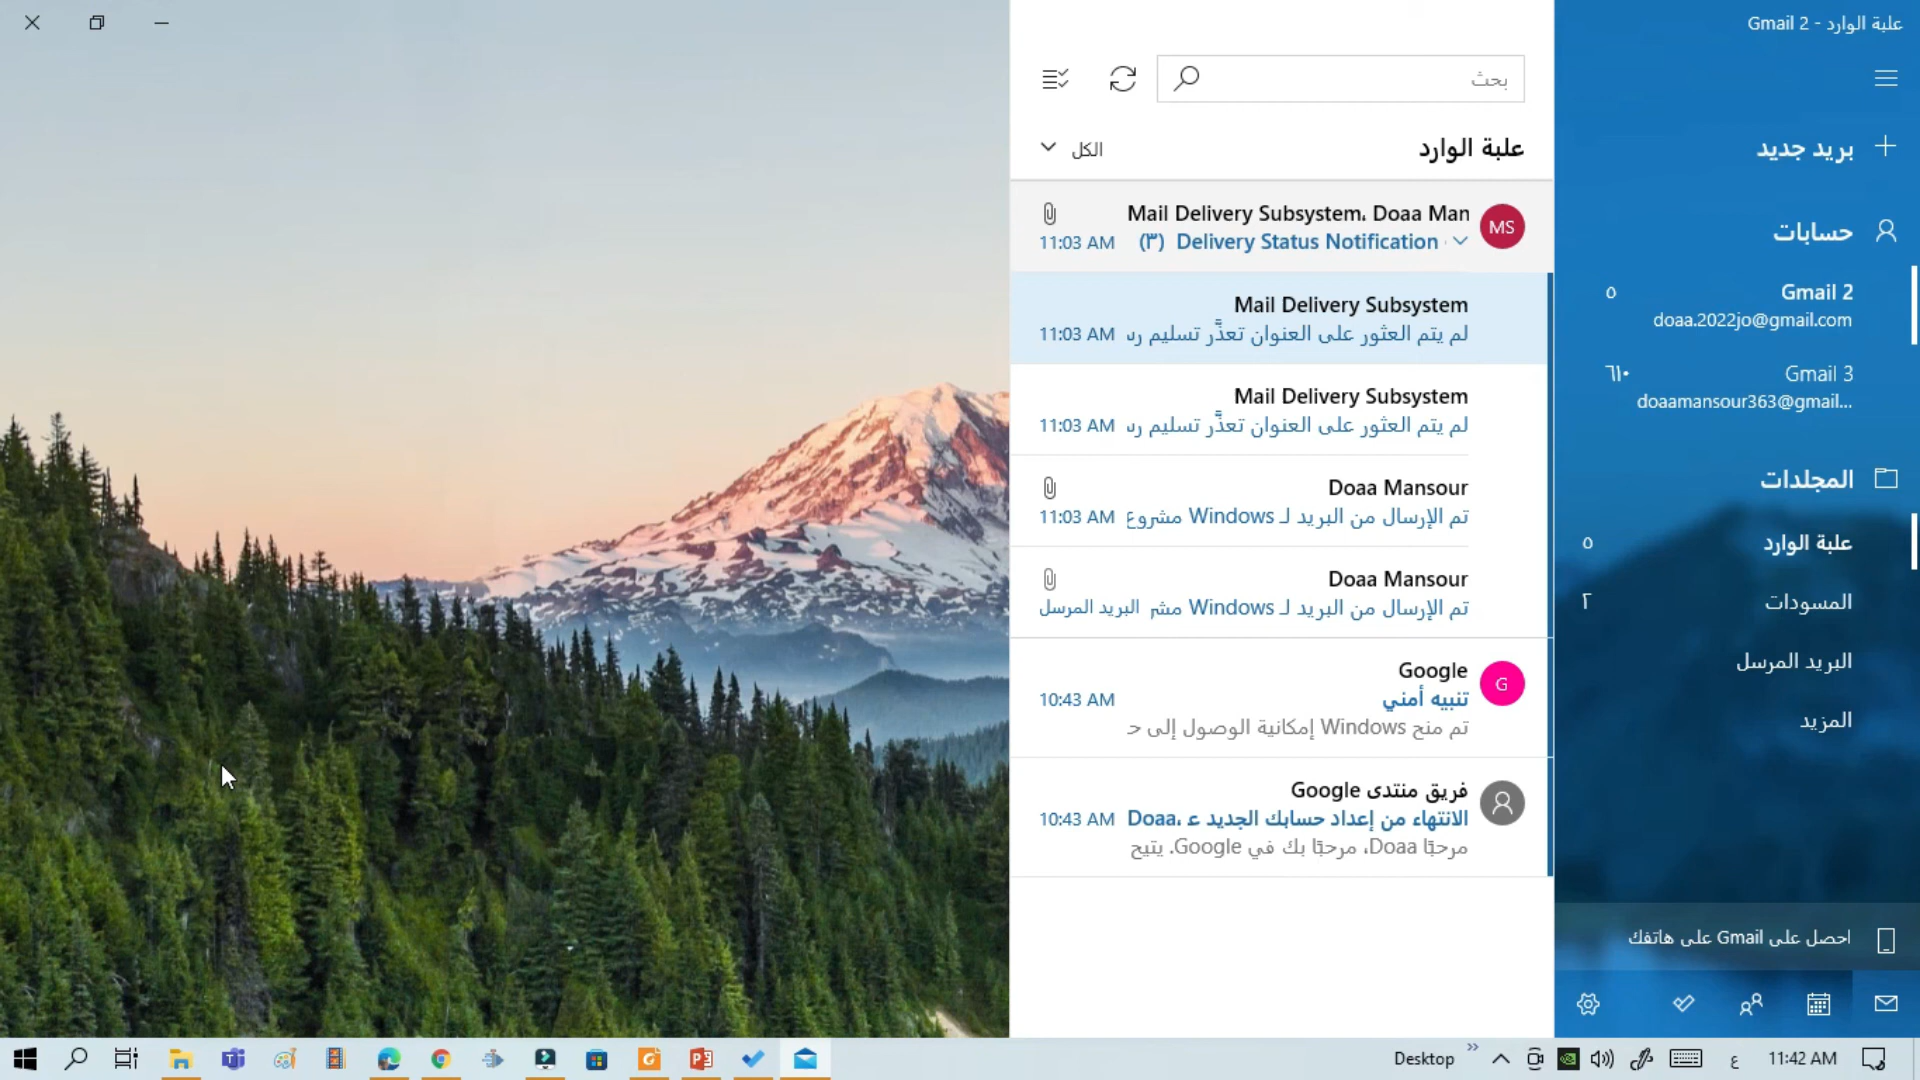 علبة الوارد - Gmail 2
بريد جديد
حسابات
Gmail 2
٥
doaa.2022jo@gmail.com
Gmail 3
٦١٠
doaamansour363@gmail...
المجلدات
علبة الوارد
٥
المسودات
٢
البريد المرسل
المزيد
احصل على Gmail على هاتفك
بحث
علبة الوارد
الكل
MS
Mail Delivery Subsystem، Doaa Man
Delivery Status Notification (٣) 11:03 AM
Mail Delivery Subsystem
لم يتم العثور على العنوان تعذَّر تسليم رس 11:03 AM
Mail Delivery Subsystem
لم يتم العثور على العنوان تعذَّر تسليم رس 11:03 AM
Doaa Mansour
تم الإرسال من البريد لـ Windows مشروع 11:03 AM
Doaa Mansour
تم الإرسال من البريد لـ Windows مشر البريد المرسل
G
Google
تنبيه أمني 10:43 AM
تم منح Windows إمكانية الوصول إلى حـ
فريق منتدى Google
Doaa، الانتهاء من إعداد حسابك الجديد عـ 10:43 AM
مرحبًا Doaa، مرحبًا بك في Google. يتيح
Desktop
ع
11:42 AM